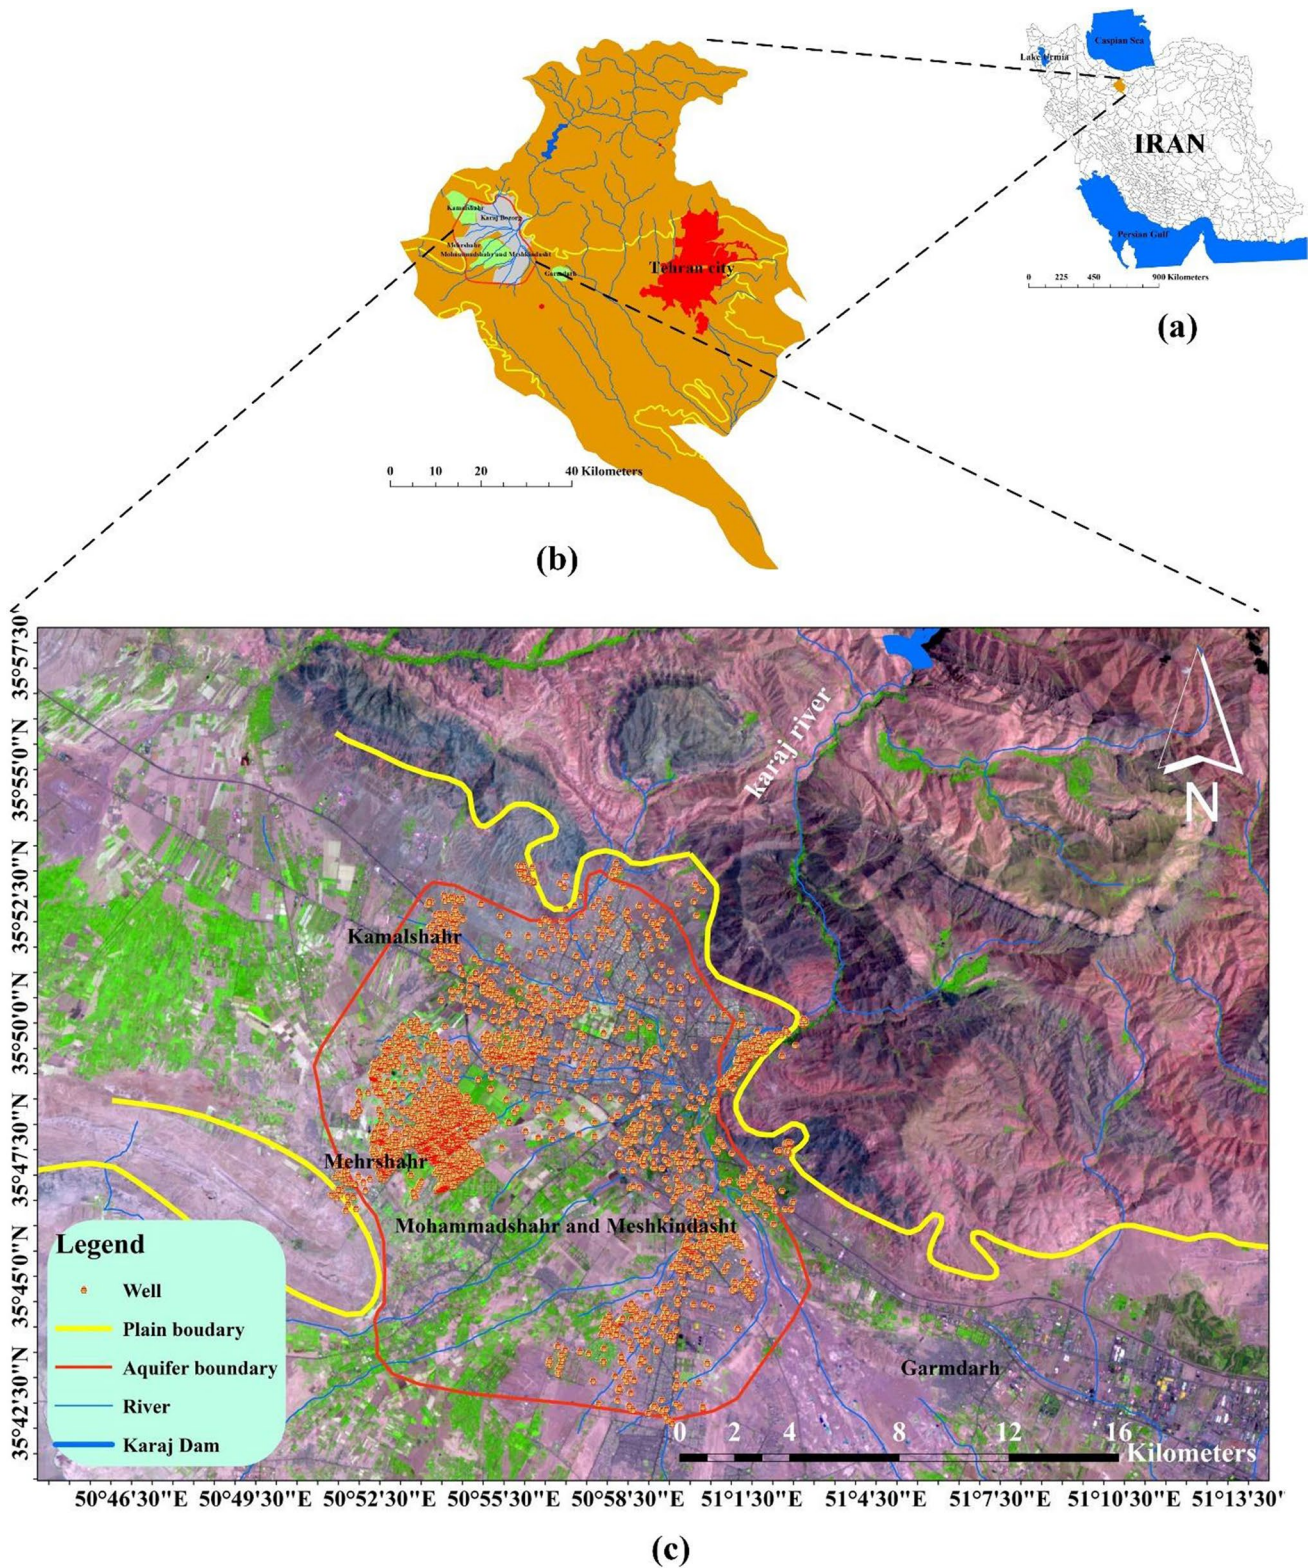 Caspian Sea
Lake Urmia
IRAN
Persian Gulf
0 225 450 900 Kilometers
(a)
Kamalshahr
Karaj Bozorg
Mehrshahr
Mohammadshahr and Meshkindasht
Garmdarh
Tehran city
0 10 20 40 Kilometers
(b)
35°57'30'
35°55'0"N
35°52'30"N
35°50'0"N
35°47'30"N
35°45'0"N
35°42'30"N
karaj river
N
Kamalshahr
Mehrshahr
Mohammadshahr and Meshkindasht
Garmdarh
Legend
Well
Plain boudary
Aquifer boundary
River
Karaj Dam
0 2 4 8 12 16
Kilometers
50°46'30"E 50°49'30"E 50°52'30"E 50°55'30"E 50°58'30"E 51°1'30"E 51°4'30"E 51°7'30"E 51°10'30"E 51°13'30'
(c)